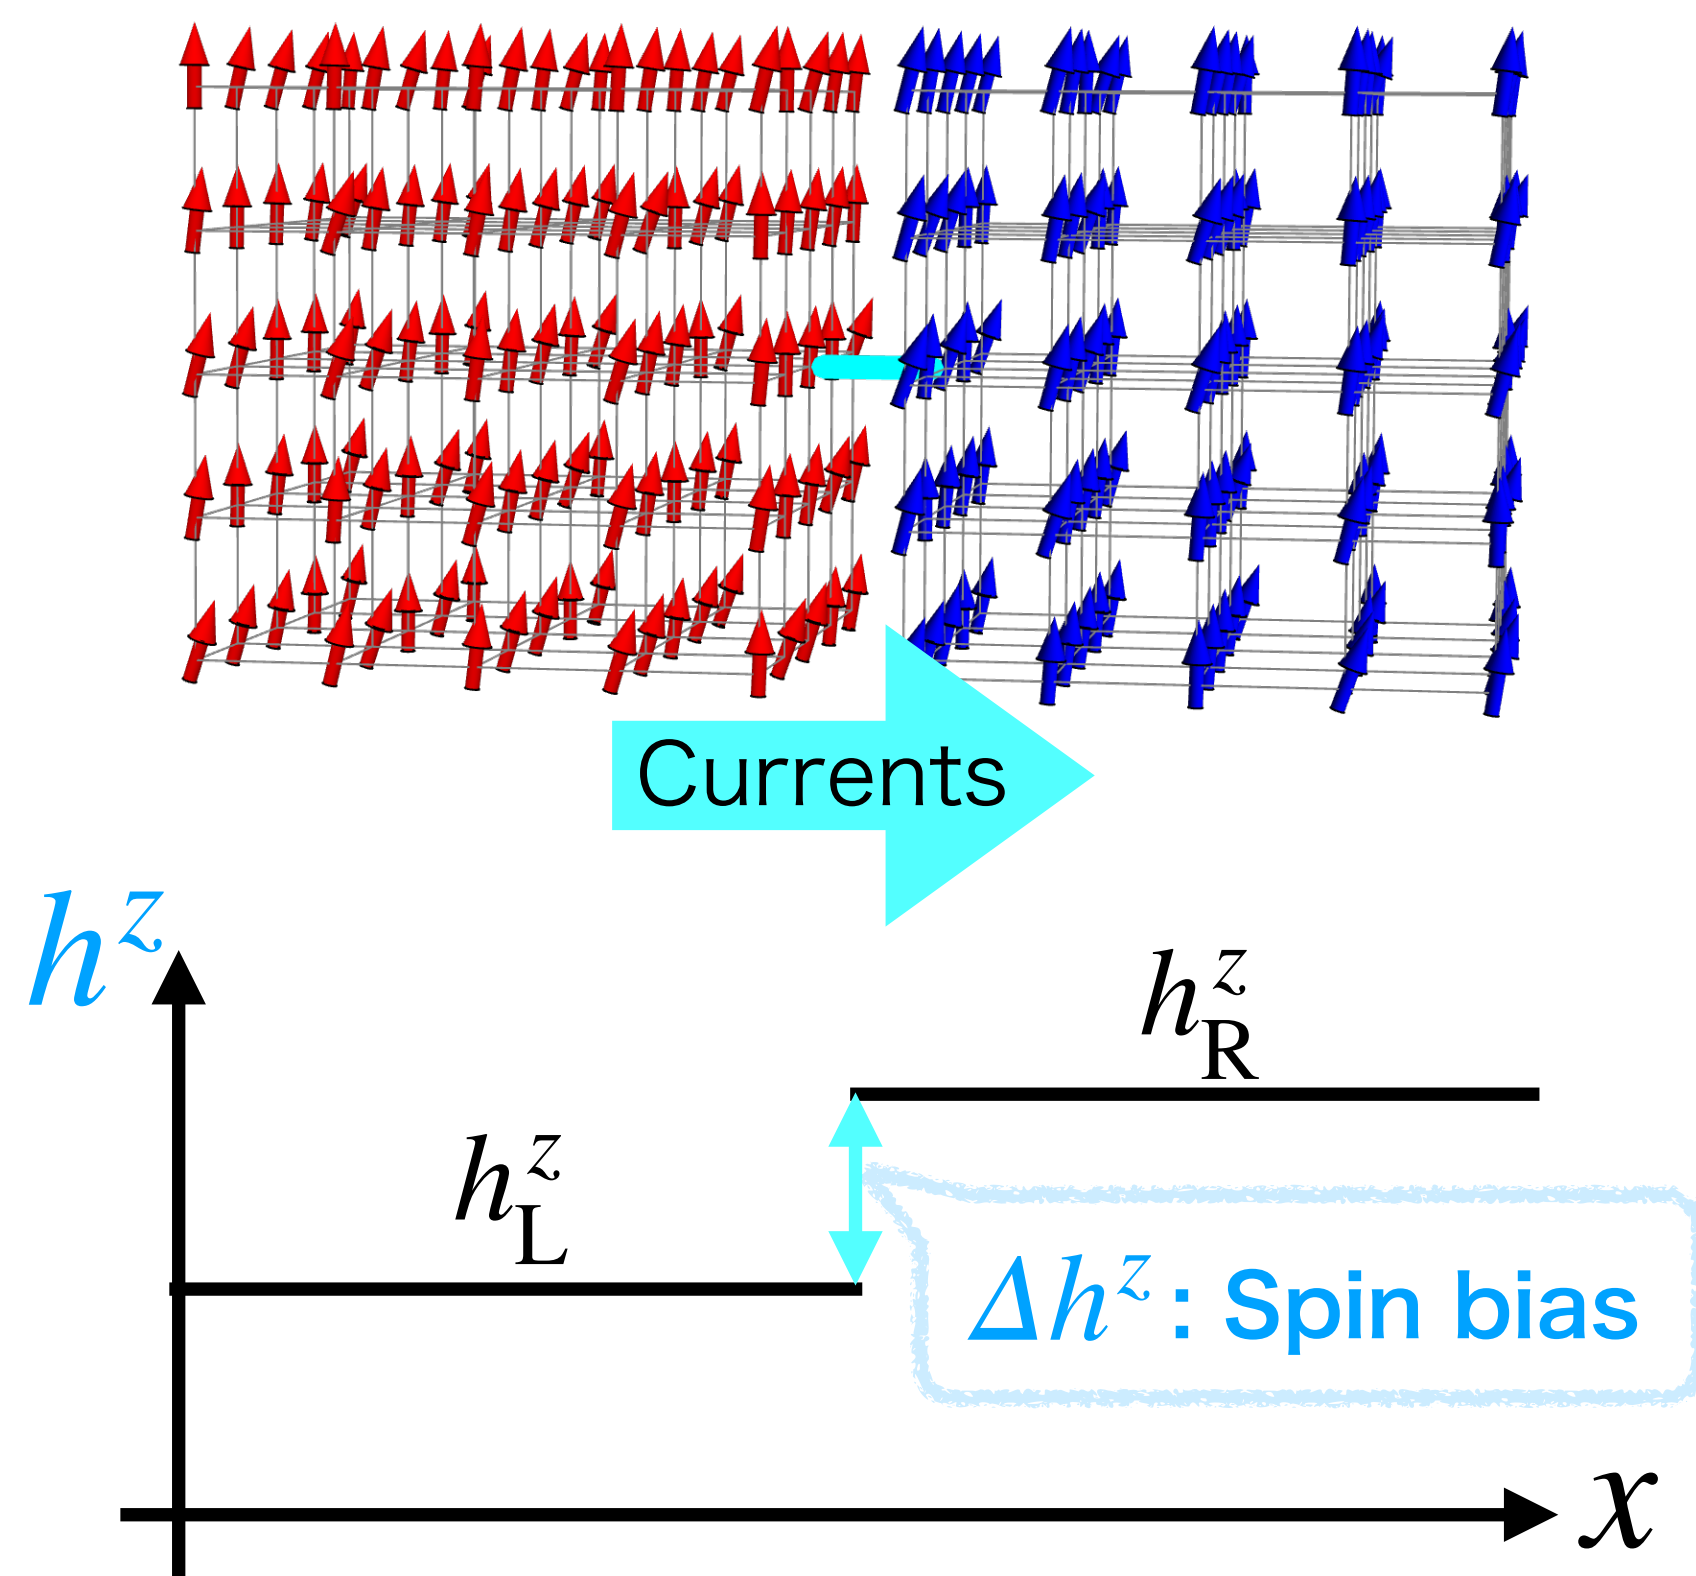 Currents
h^z
h^z_R
h^z_L
Δh^z : Spin bias
x